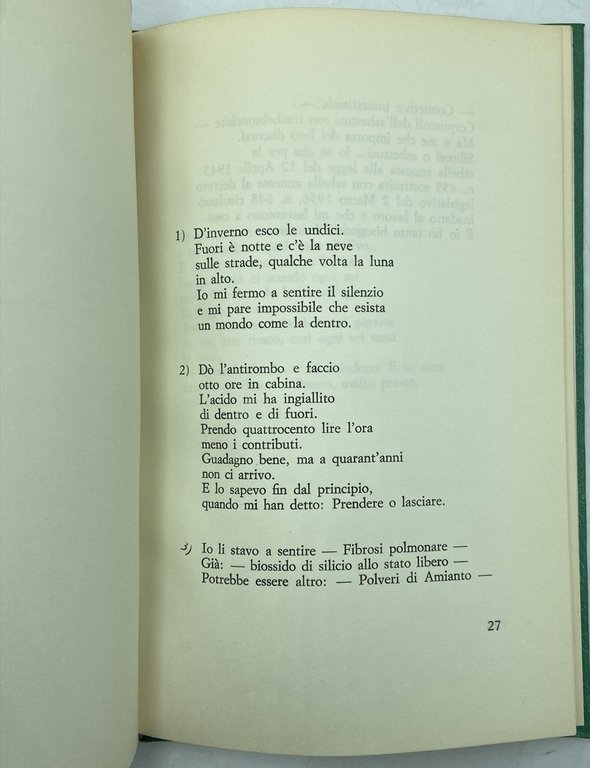 1) D'inverno esco le undici.
Fuori è notte e c'è la neve
sulle strade, qualche volta la luna
in alto.
Io mi fermo a sentire il silenzio
e mi pare impossibile che esista
un mondo come la dentro.
2) Dò l'antirombo e faccio
otto ore in cabina.
L'acido mi ha ingiallito
di dentro e di fuori.
Prendo quattrocento lire l'ora
meno i contributi.
Guadagno bene, ma a quarant'anni
non ci arrivo.
E lo sapevo fin dal principio,
quando mi han detto: Prendere o lasciare.
3) Io li stavo a sentire — Fibrosi polmonare —
Già: — biossido di silicio allo stato libero —
Potrebbe essere altro: — Polveri di Amianto —
27